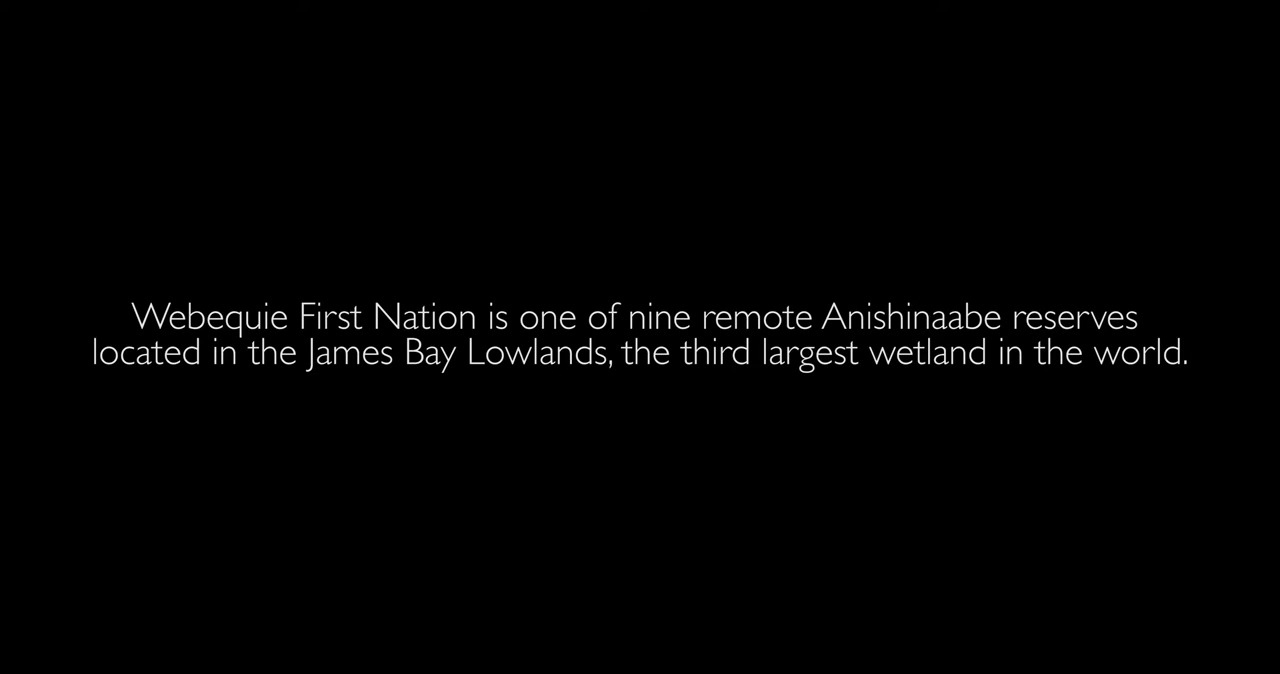 Webequie First Nation is one of nine remote Anishinaabe reserves
located in the James Bay Lowlands, the third largest wetland in the world.